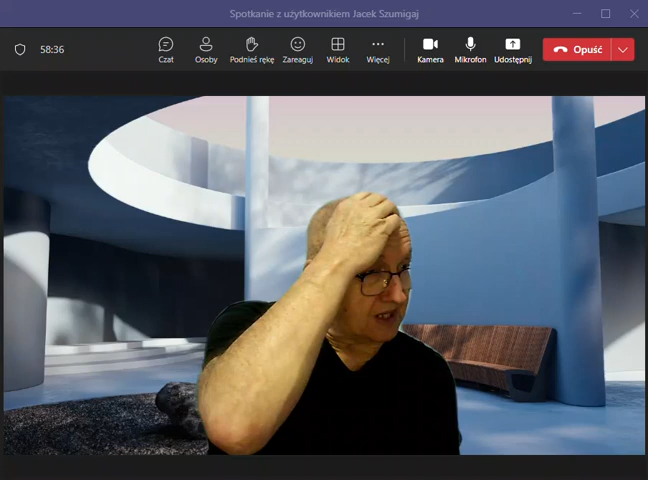 Spotkanie z użytkownikiem Jacek Szumigaj
58:36
Czat
Osoby
Podnieś rękę
Zareaguj
Widok
Więcej
Kamera
Mikrofon
Udostępnij
Opuść